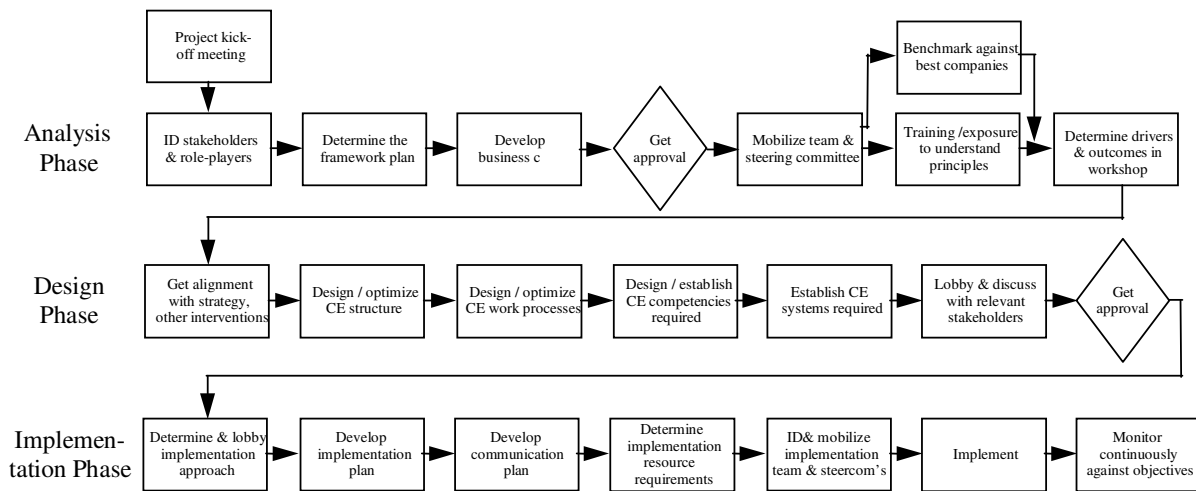 Project kick-
off meeting
Benchmark against
best companies
Analysis
Phase
ID stakeholders
& role-players
Determine the
framework plan
Develop
business c
Get
approval
Mobilize team &
steering committee
Training /exposure
to understand
principles
Determine drivers
& outcomes in
workshop
Design
Phase
Get alignment
with strategy,
other interventions
Design / optimize
CE structure
Design / optimize
CE work processes
Design / establish
CE competencies
required
Establish CE
systems required
Lobby & discuss
with relevant
stakeholders
Get
approval
Implemen-
tation Phase
Determine & lobby
implementation
approach
Develop
implementation
plan
Develop
communication
plan
Determine
implementation
resource
requirements
ID& mobilize
implementation
team & steercom's
Implement
Monitor
continuously
against objectives